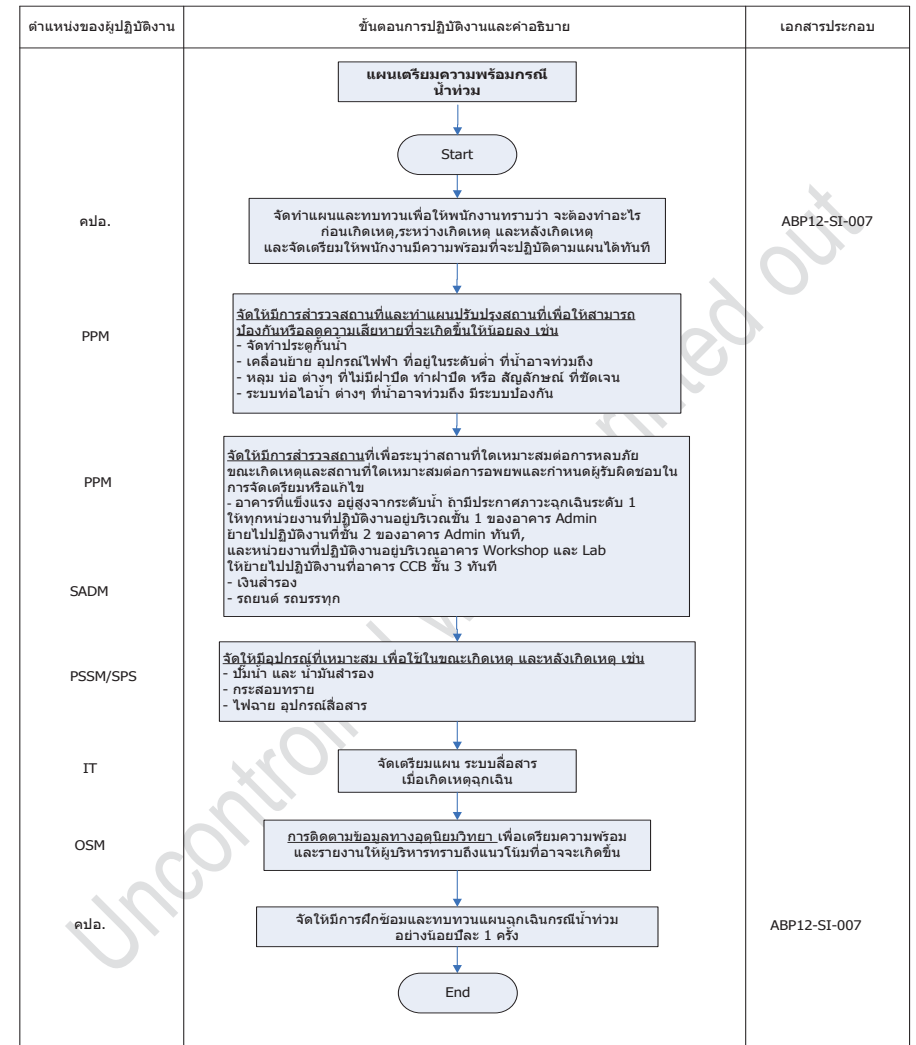 ตำแหน่งของผู้ปฏิบัติงาน
ขั้นตอนการปฏิบัติงานและคำอธิบาย
เอกสารประกอบ
แผนเตรียมความพร้อมกรณี
น้ำท่วม
Start
คปอ.
จัดทำแผนและทบทวนเพื่อให้พนักงานทราบว่า จะต้องทำอะไร
ก่อนเกิดเหตุ,ระหว่างเกิดเหตุ และหลังเกิดเหตุ
และจัดเตรียมให้พนักงานมีความพร้อมที่จะปฏิบัติตามแผนได้ทันที
ABP12-SI-007
PPM
จัดให้มีการสำรวจสถานที่และทำแผนปรับปรุงสถานที่เพื่อให้สามารถ
ป้องกันหรือลดความเสียหายที่จะเกิดขึ้นให้น้อยลง เช่น
- จัดทำประตูกั้นน้ำ
- เคลื่อนย้าย อุปกรณ์ไฟฟ้า ที่อยู่ในระดับต่ำ ที่น้ำอาจท่วมถึง
- หลุม บ่อ ต่างๆ ที่ไม่มีฝาปิด ทำฝาปิด หรือ สัญลักษณ์ ที่ชัดเจน
- ระบบท่อไอน้ำ ต่างๆ ที่น้ำอาจท่วมถึง มีระบบป้องกัน
PPM
จัดให้มีการสำรวจสถานที่เพื่อระบุว่าสถานที่ใดเหมาะสมต่อการหลบภัย
ขณะเกิดเหตุและสถานที่ใดเหมาะสมต่อการอพยพและกำหนดผู้รับผิดชอบใน
การจัดเตรียมหรือแก้ไข
- อาคารที่แข็งแรง อยู่สูงจากระดับน้ำ ถ้ามีประกาศภาวะฉุกเฉินระดับ 1
ให้ทุกหน่วยงานที่ปฏิบัติงานอยู่บริเวณชั้น 1 ของอาคาร Admin
ย้ายไปปฏิบัติงานที่ชั้น 2 ของอาคาร Admin ทันที,
และหน่วยงานที่ปฏิบัติงานอยู่บริเวณอาคาร Workshop และ Lab
ให้ย้ายไปปฏิบัติงานที่อาคาร CCB ชั้น 3 ทันที
- เงินสำรอง
- รถยนต์ รถบรรทุก
SADM
PSSM/SPS
จัดให้มีอุปกรณ์ที่เหมาะสม เพื่อใช้ในขณะเกิดเหตุ และหลังเกิดเหตุ เช่น
- ปั๊มน้ำ และ น้ำมันสำรอง
- กระสอบทราย
- ไฟฉาย อุปกรณ์สื่อสาร
IT
จัดเตรียมแผน ระบบสื่อสาร
เมื่อเกิดเหตุฉุกเฉิน
OSM
การติดตามข้อมูลทางอุตุนิยมวิทยา เพื่อเตรียมความพร้อม
และรายงานให้ผู้บริหารทราบถึงแนวโน้มที่อาจจะเกิดขึ้น
คปอ.
จัดให้มีการฝึกซ้อมและทบทวนแผนฉุกเฉินกรณีน้ำท่วม
อย่างน้อยปีละ 1 ครั้ง
ABP12-SI-007
End